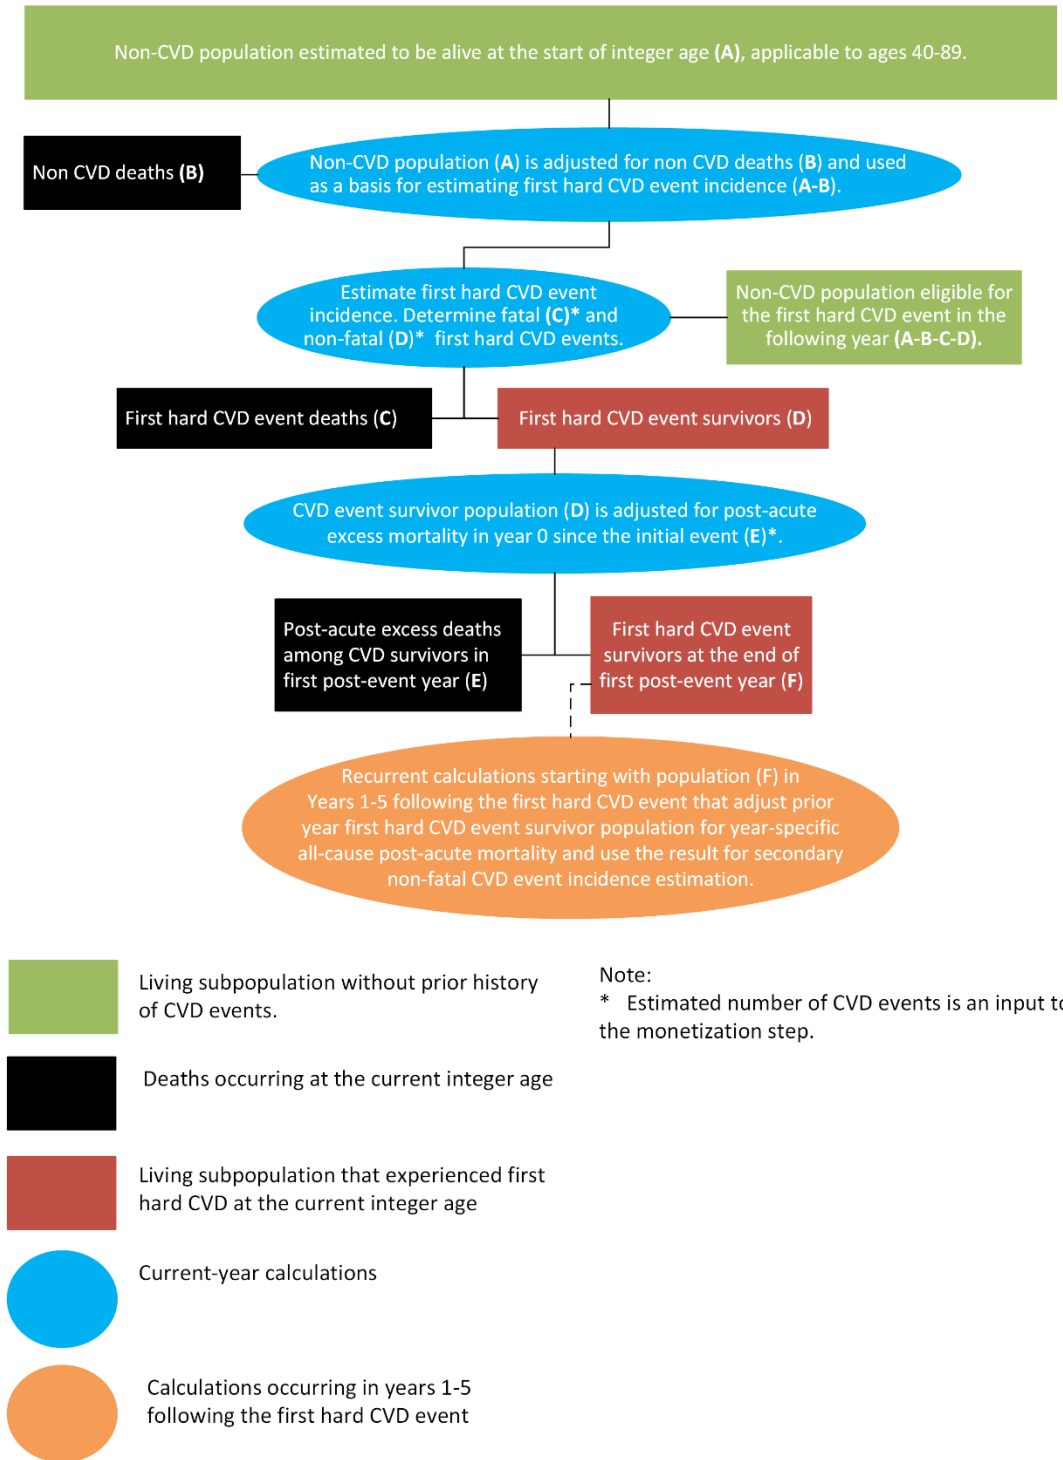 Non-CVD population estimated to be alive at the start of integer age (A), applicable to ages 40-89.
Non CVD deaths (B)
Non-CVD population (A) is adjusted for non CVD deaths (B) and used
as a basis for estimating first hard CVD event incidence (A-B).
Estimate first hard CVD event
incidence. Determine fatal (C)* and
non-fatal (D)* first hard CVD events.
Non-CVD population eligible for
the first hard CVD event in the
following year (A-B-C-D).
First hard CVD event deaths (C)
First hard CVD event survivors (D)
CVD event survivor population (D) is adjusted for post-acute
excess mortality in year 0 since the initial event (E)*.
Post-acute excess deaths
among CVD survivors in
first post-event year (E)
First hard CVD event
survivors at the end of
first post-event year (F)
Recurrent calculations starting with population (F) in
Years 1-5 following the first hard CVD event that adjust prior
year first hard CVD event survivor population for year-specific
all-cause post-acute mortality and use the result for secondary
non-fatal CVD event incidence estimation.
Living subpopulation without prior history
of CVD events.
Note:
* Estimated number of CVD events is an input to
the monetization step.
Deaths occurring at the current integer age
Living subpopulation that experienced first
hard CVD at the current integer age
Current-year calculations
Calculations occurring in years 1-5
following the first hard CVD event